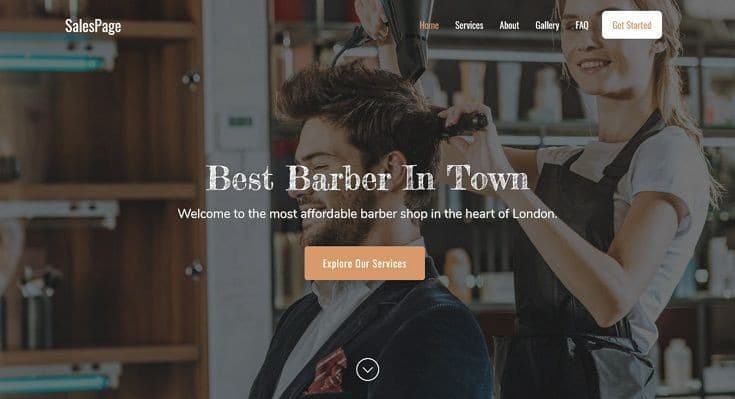 SalesPage
Home Services About Gallery FAQ Get Started
Best Barber In Town
Welcome to the most affordable barber shop in the heart of London.
Explore Our Services